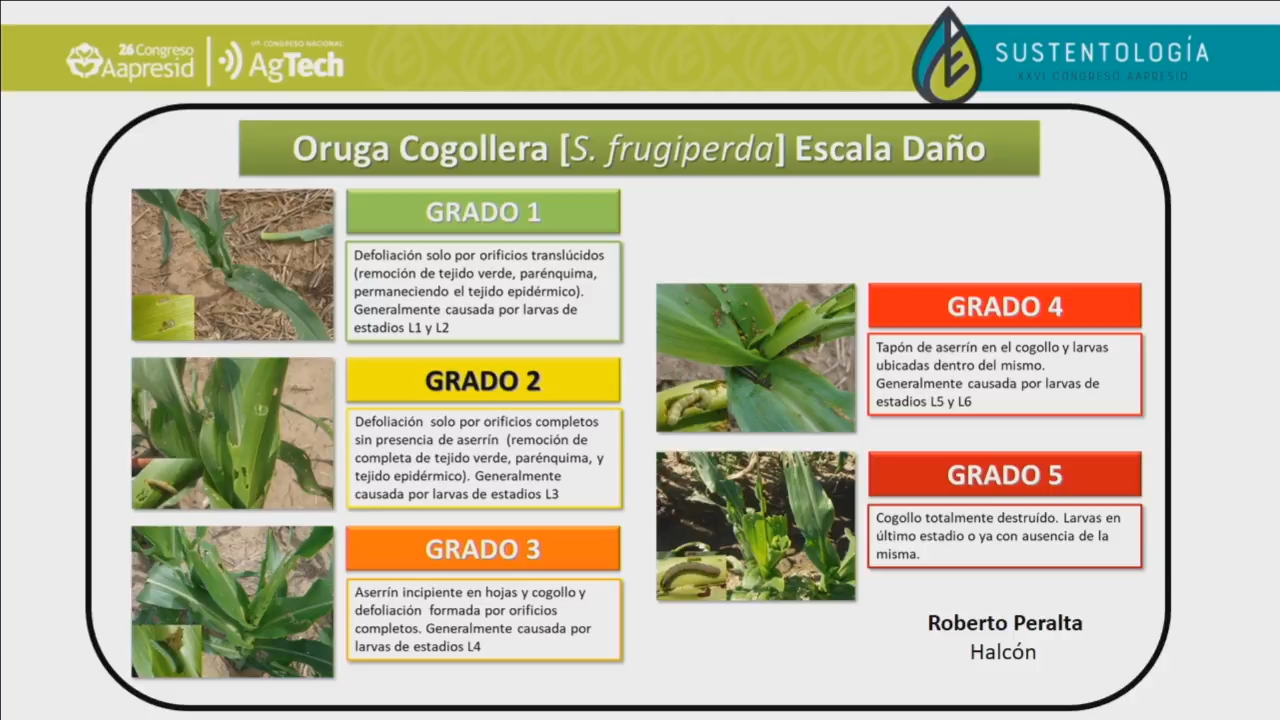 26 Congreso
Aapresid
UN CONGRESO NACIONAL
AgTech
SUSTENTOLOGÍA
XXVI CONGRESO AAPRESID
Oruga Cogollera [S. frugiperda] Escala Daño
GRADO 1
Defoliación solo por orificios translúcidos
(remoción de tejido verde, parénquima,
permaneciendo el tejido epidérmico).
Generalmente causada por larvas de
estadios L1 y L2
GRADO 2
Defoliación solo por orificios completos
sin presencia de aserrín (remoción de
completa de tejido verde, parénquima, y
tejido epidérmico). Generalmente
causada por larvas de estadios L3
GRADO 3
Aserrín incipiente en hojas y cogollo y
defoliación formada por orificios
completos. Generalmente causada por
larvas de estadios L4
GRADO 4
Tapón de aserrín en el cogollo y larvas
ubicadas dentro del mismo.
Generalmente causada por larvas de
estadios L5 y L6
GRADO 5
Cogollo totalmente destruído. Larvas en
último estadio o ya con ausencia de la
misma.
Roberto Peralta
Halcón